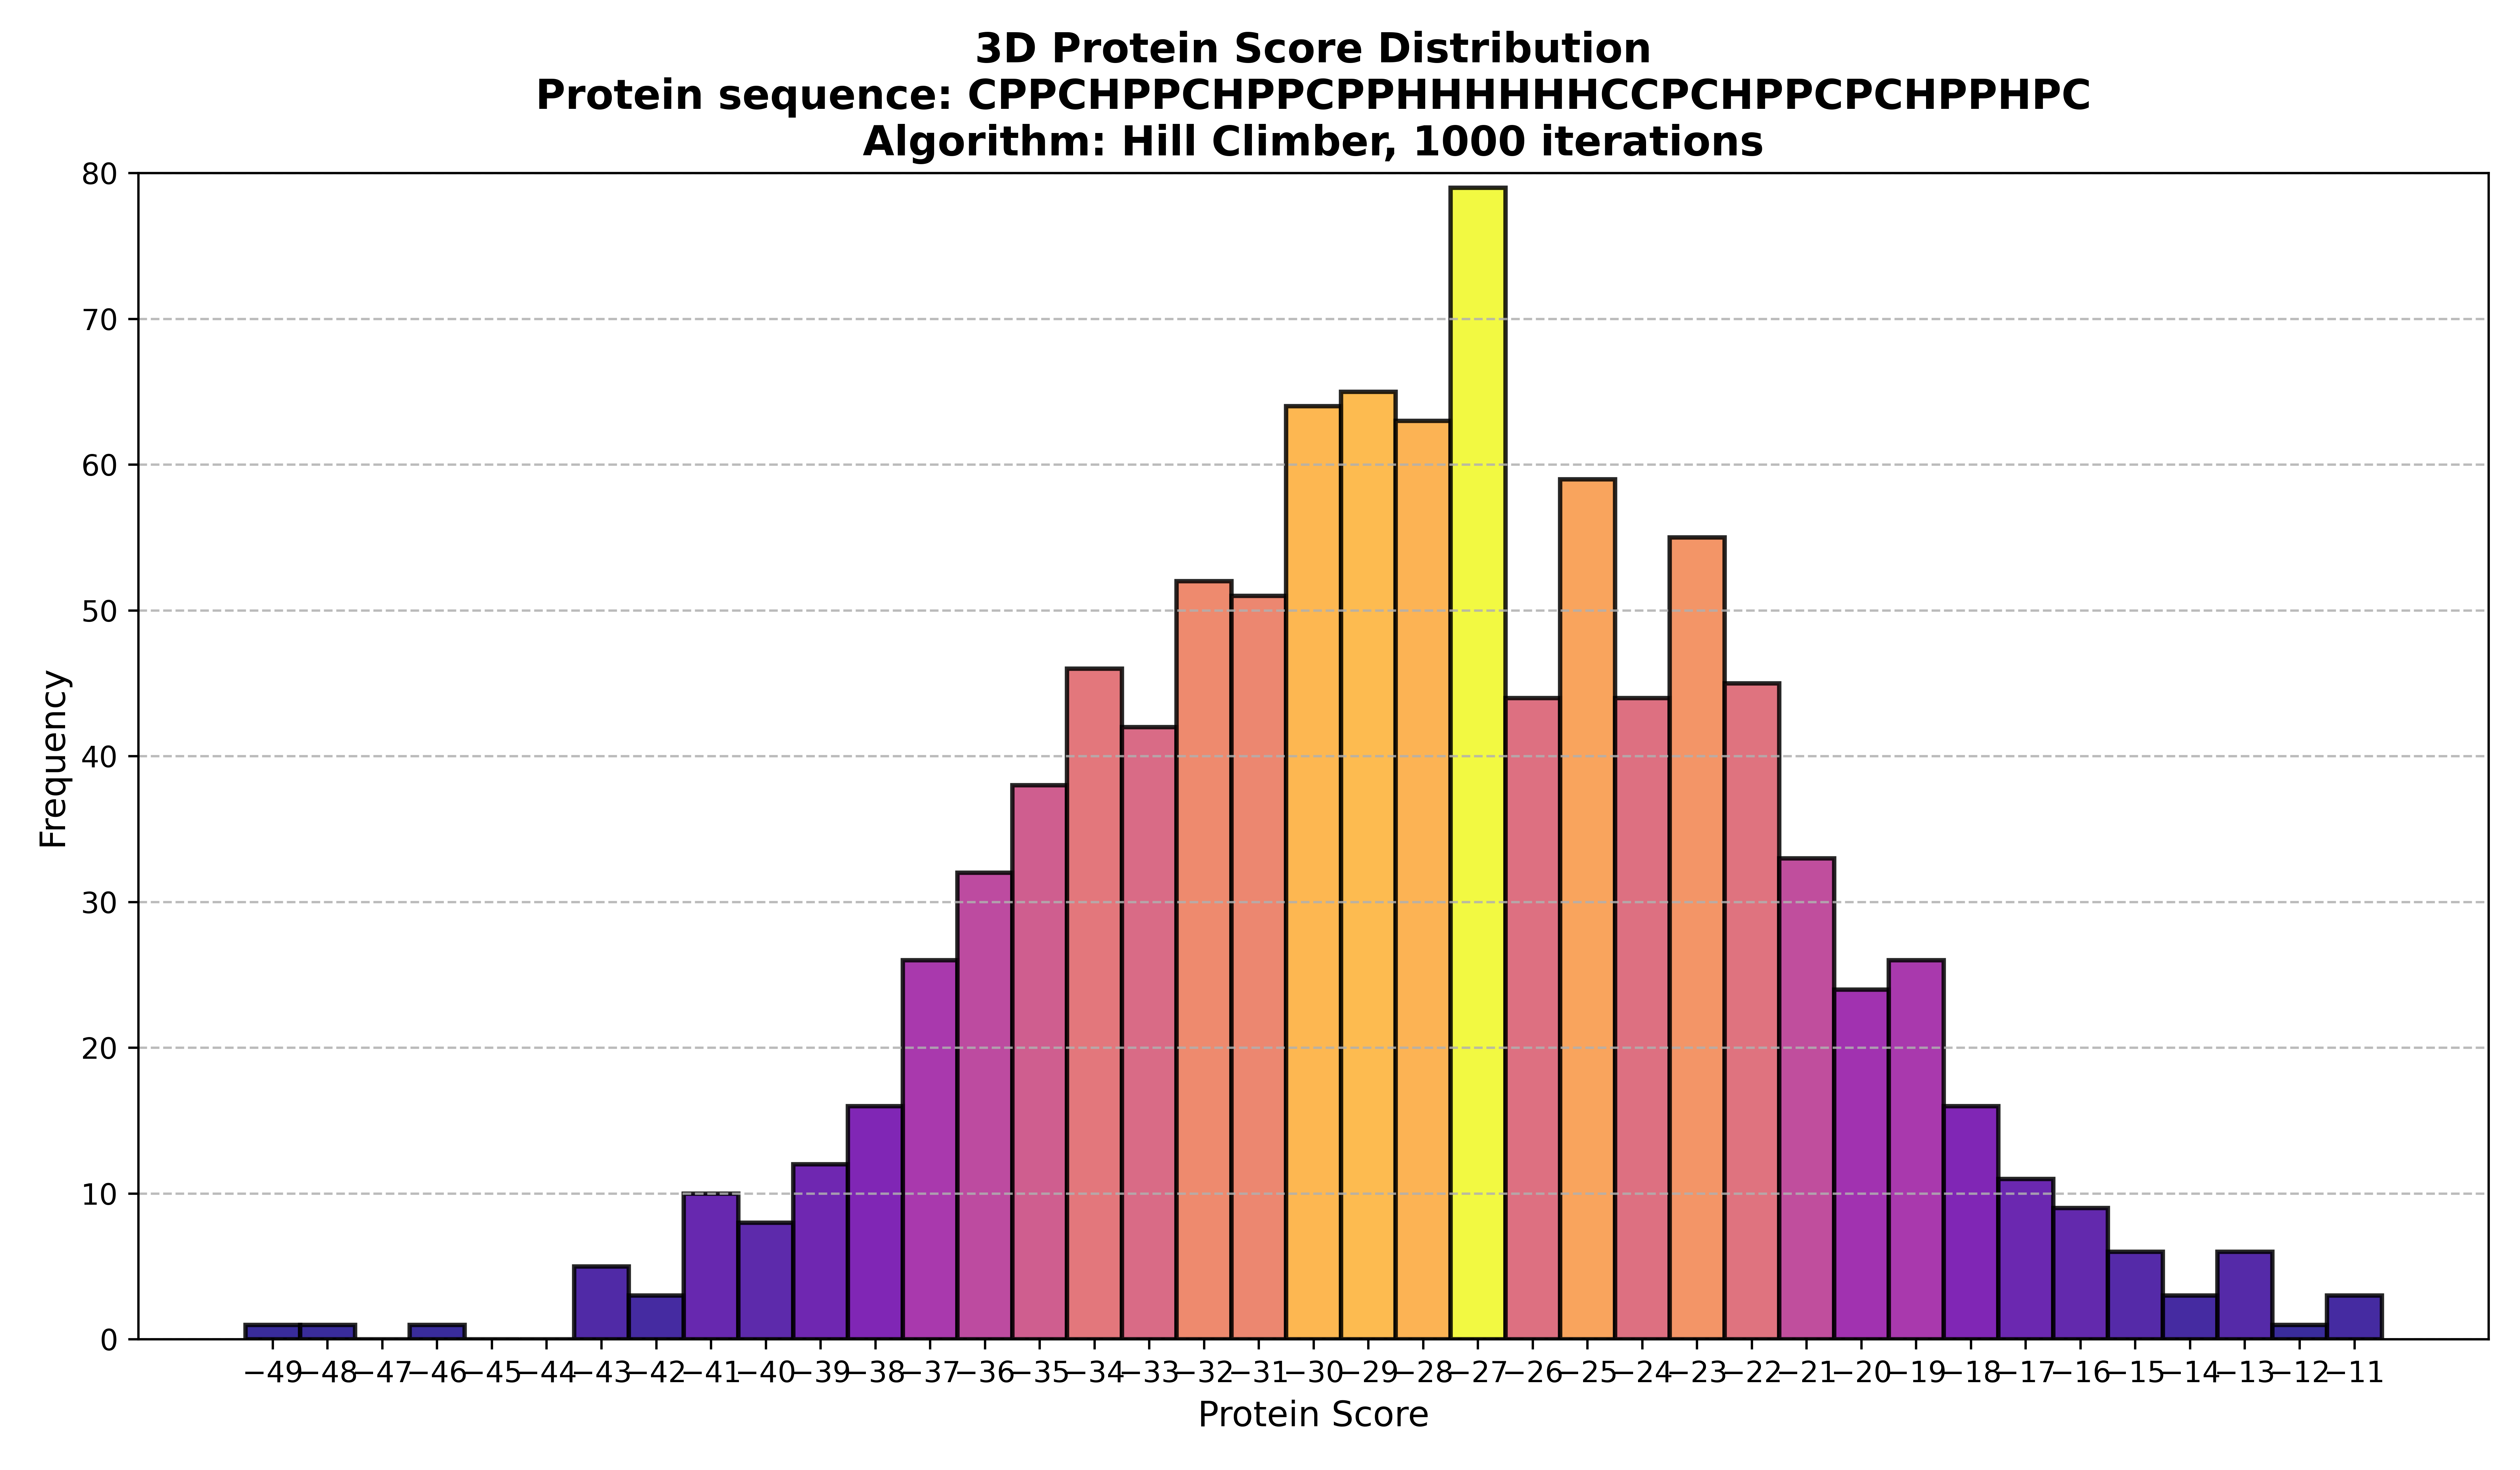 3D Protein Score Distribution
Protein sequence: CPPCHPPCHPPCPPHHHHHHCCPCHPPCPCHPPHPC
Algorithm: Hill Climber, 1000 iterations
80
70
60
50
40
30
20
10
0
Frequency
−49 −48 −47 −46 −45 −44 −43 −42 −41 −40 −39 −38 −37 −36 −35 −34 −33 −32 −31 −30 −29 −28 −27 −26 −25 −24 −23 −22 −21 −20 −19 −18 −17 −16 −15 −14 −13 −12 −11
Protein Score